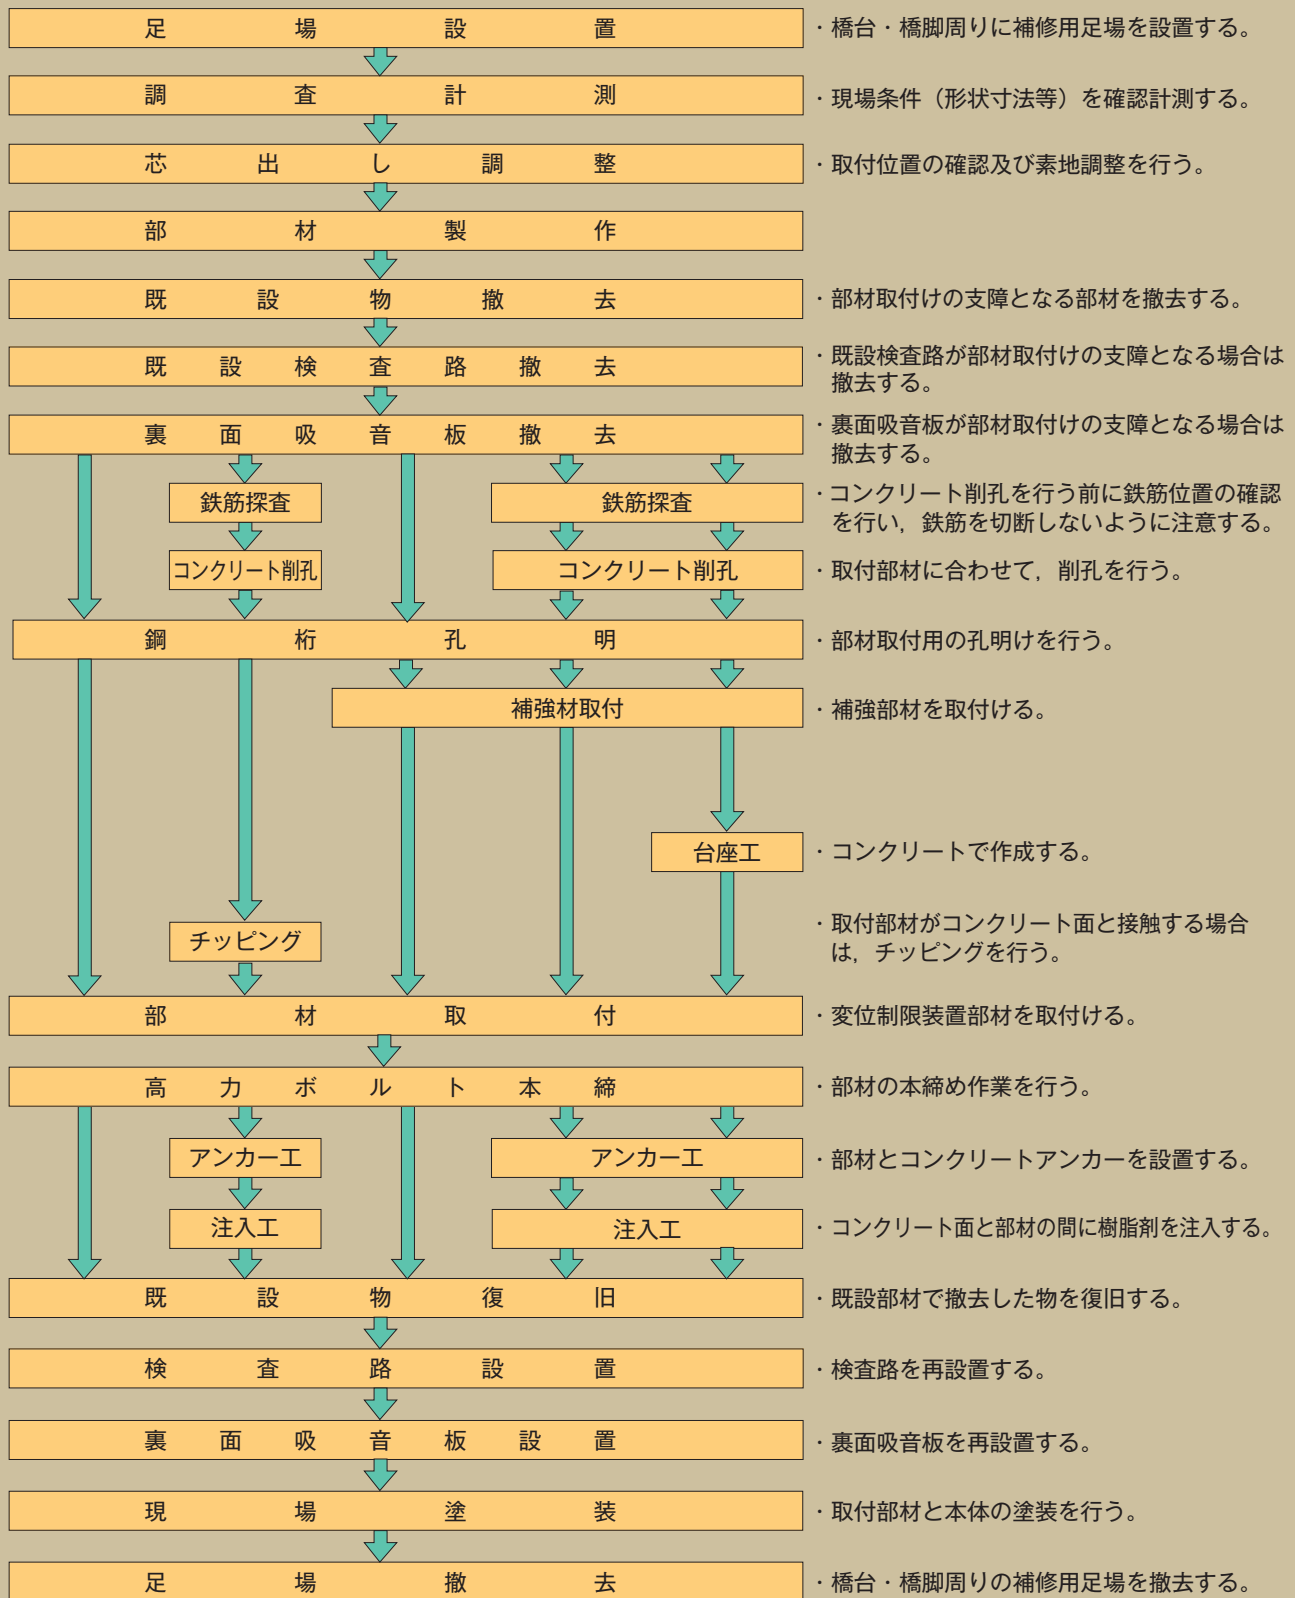 足場設置
・橋台・橋脚周りに補修用足場を設置する。
調査計測
・現場条件（形状寸法等）を確認計測する。
芯出し調整
・取付位置の確認及び素地調整を行う。
部材製作
既設物撤去
・部材取付けの支障となる部材を撤去する。
既設検査路撤去
・既設検査路が部材取付けの支障となる場合は
撤去する。
裏面吸音板撤去
・裏面吸音板が部材取付けの支障となる場合は
撤去する。
鉄筋探査
鉄筋探査
・コンクリート削孔を行う前に鉄筋位置の確認
を行い，鉄筋を切断しないように注意する。
コンクリート削孔
コンクリート削孔
・取付部材に合わせて，削孔を行う。
鋼桁孔明
・部材取付用の孔明けを行う。
補強材取付
・補強部材を取付ける。
台座工
・コンクリートで作成する。
チッピング
・取付部材がコンクリート面と接触する場合
は，チッピングを行う。
部材取付
・変位制限装置部材を取付ける。
高力ボルト本締
・部材の本締め作業を行う。
アンカー工
アンカー工
・部材とコンクリートアンカーを設置する。
注入工
注入工
・コンクリート面と部材の間に樹脂剤を注入する。
既設物復旧
・既設部材で撤去した物を復旧する。
検査路設置
・検査路を再設置する。
裏面吸音板設置
・裏面吸音板を再設置する。
現場塗装
・取付部材と本体の塗装を行う。
足場撤去
・橋台・橋脚周りの補修用足場を撤去する。